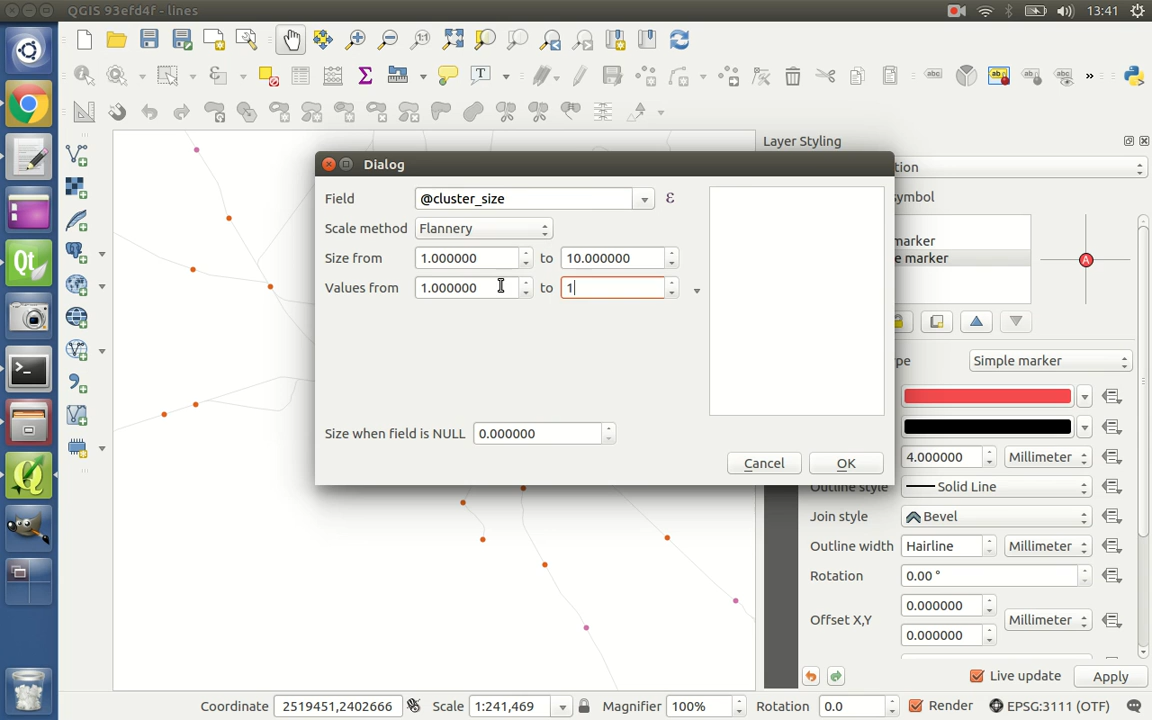 QGIS 93efd4f - lines
13:41
Layer Styling
Dialog
Field @cluster_size ε
Scale method Flannery
Size from 1.000000 to 10.000000
Values from 1.000000 to 1
Size when field is NULL 0.000000
Cancel OK
tion
symbol
marker
e marker
A
ype Simple marker
4.000000 Millimeter
Outline style Solid Line
Join style Bevel
Outline width Hairline Millimeter
Rotation 0.00 °
Offset X,Y 0.000000 Millimeter
0.000000
Live update Apply
Coordinate 2519451,2402666 Scale 1:241,469 Magnifier 100% Rotation 0.0 Render EPSG:3111 (OTF)